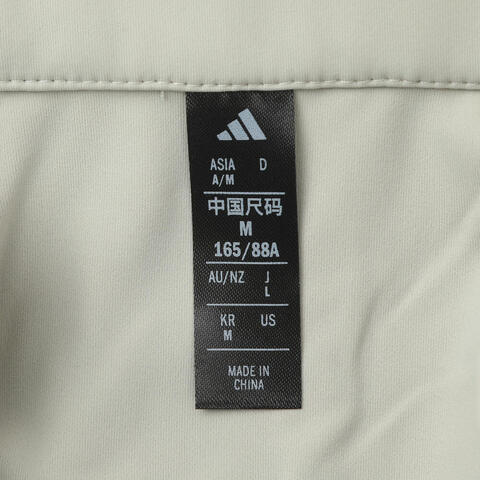 ASIA D
A/M
中国尺码
M
165/88A
AU/NZ J
L
KR US
M
MADE IN
CHINA